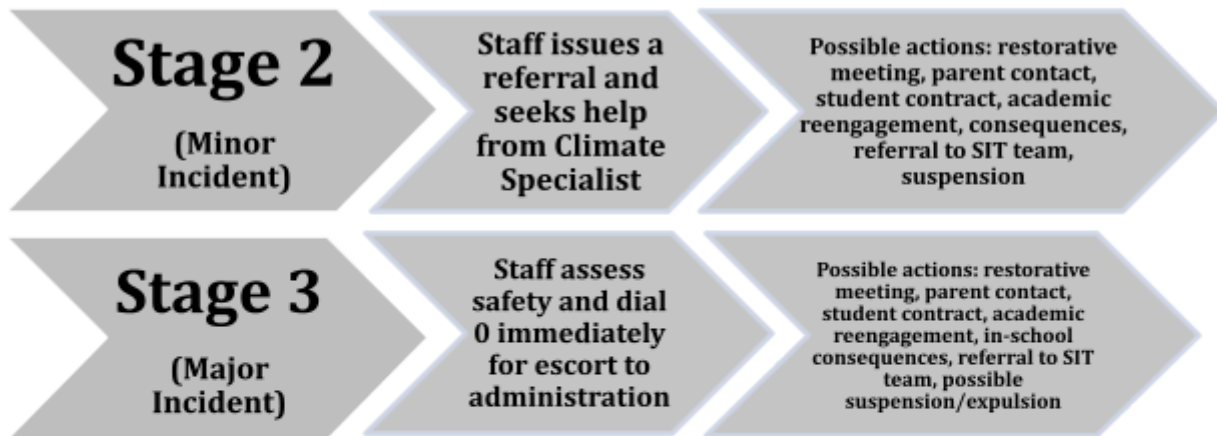 Stage 2
(Minor
Incident)
Staff issues a
referral and
seeks help
from Climate
Specialist
Possible actions: restorative
meeting, parent contact,
student contract, academic
reengagement, consequences,
referral to SIT team,
suspension
Stage 3
(Major
Incident)
Staff assess
safety and dial
0 immediately
for escort to
administration
Possible actions: restorative
meeting, parent contact,
student contract, academic
reengagement, in-school
consequences, referral to SIT
team, possible
suspension/expulsion